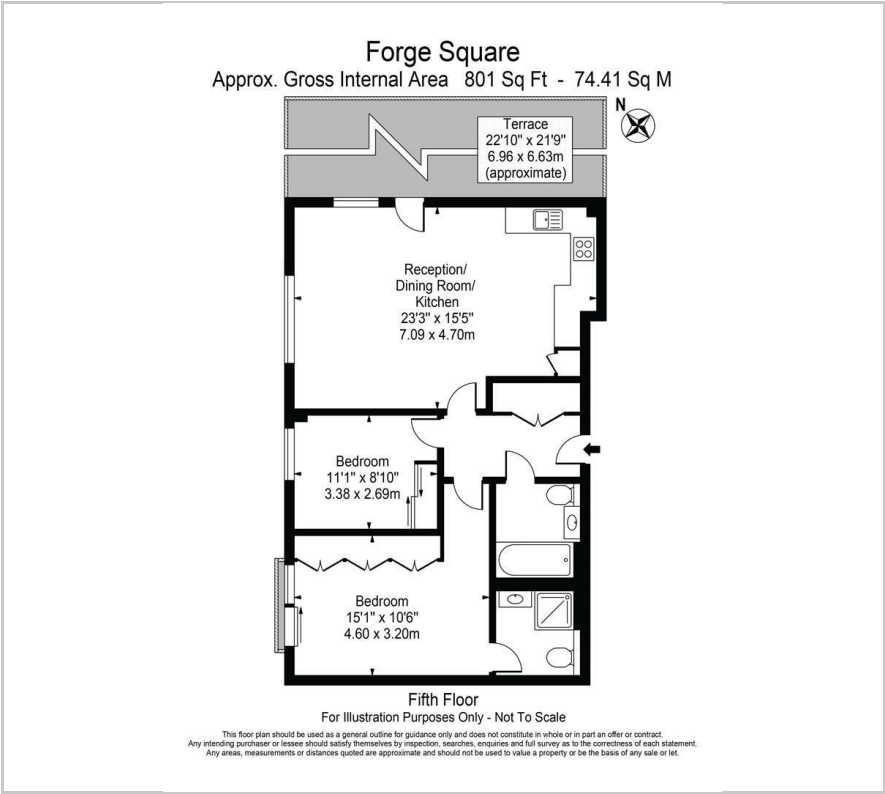 Forge Square
Approx. Gross Internal Area 801 Sq Ft - 74.41 Sq M
N
Terrace
22'10" x 21'9"
6.96 x 6.63m
(approximate)
Reception/
Dining Room/
Kitchen
23'3" x 15'5"
7.09 x 4.70m
Bedroom
11'1" x 8'10"
3.38 x 2.69m
Bedroom
15'1" x 10'6"
4.60 x 3.20m
Fifth Floor
For Illustration Purposes Only - Not To Scale
This floor plan should be used as a general outline for guidance only and does not constitute in whole or in part an offer or contract.
Any intending purchaser or lessee should satisfy themselves by inspection, searches, enquiries and full survey as to the correctness of each statement.
Any areas, measurements or distances quoted are approximate and should not be used to value a property or be the basis of any sale or let.